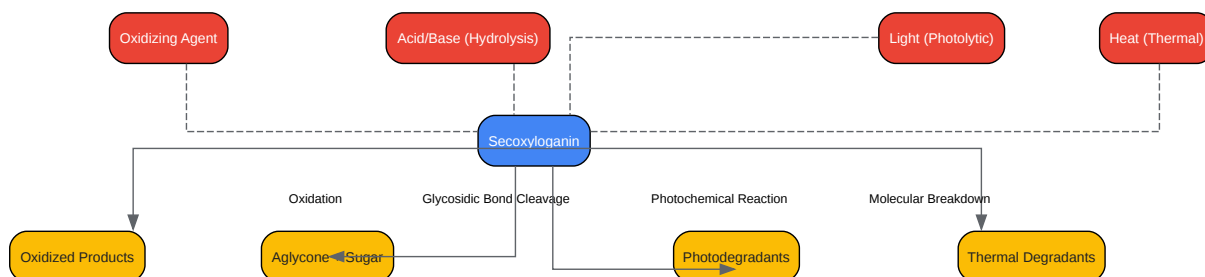 Oxidizing Agent
Acid/Base (Hydrolysis)
Light (Photolytic)
Heat (Thermal)
Secoxyloganin
Oxidation
Glycosidic Bond Cleavage
Photochemical Reaction
Molecular Breakdown
Oxidized Products
Aglycone + Sugar
Photodegradants
Thermal Degradants